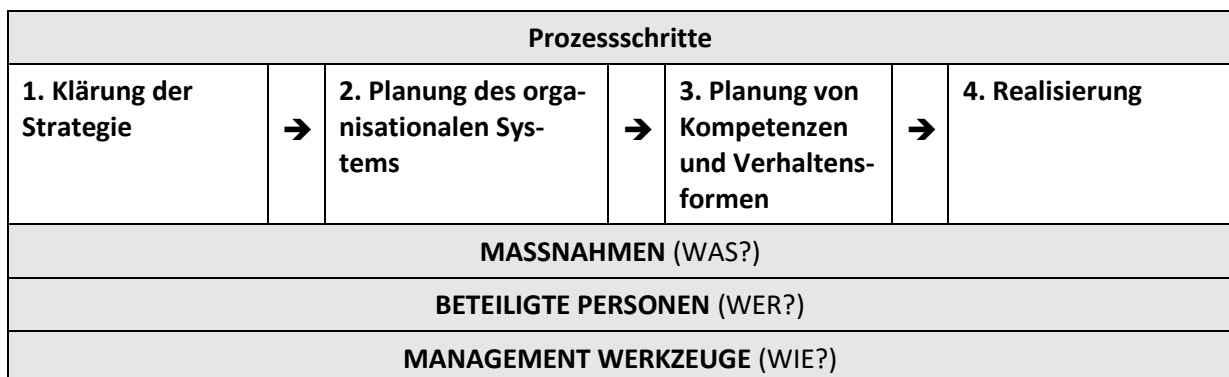 Prozessschritte
1. Klärung der
Strategie
➔
2. Planung des orga-
nisationalen Sys-
tems
➔
3. Planung von
Kompetenzen
und Verhaltens-
formen
➔
4. Realisierung
MASSNAHMEN (WAS?)
BETEILIGTE PERSONEN (WER?)
MANAGEMENT WERKZEUGE (WIE?)